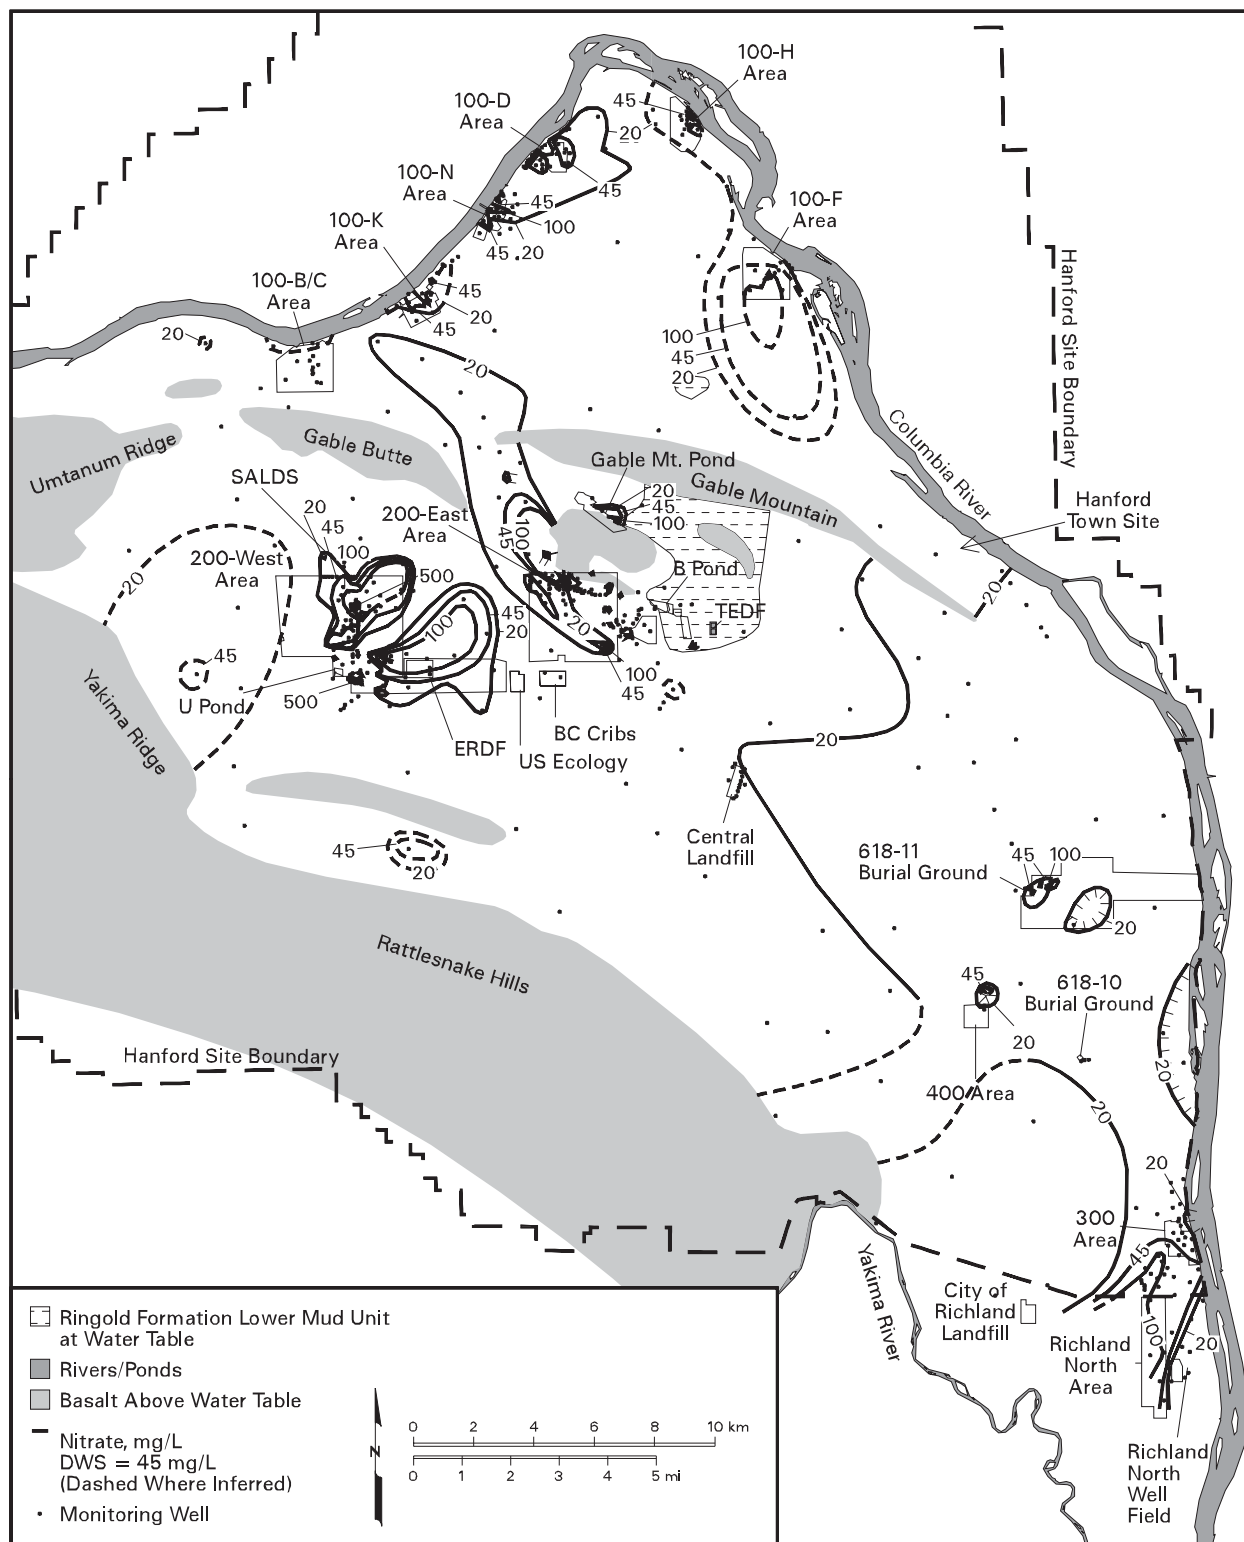 100-H
Area
45
100-D
Area
20
100-N
Area
45
45
100
45
20
100-F
Area
100-K
Area
45
20
45
100-B/C
Area
20
20
100
45
20
Hanford Site Boundary
Columbia River
Umtanum Ridge
Gable Butte
Gable Mt. Pond
Gable Mountain
20
45
100
SALDS
20
45
100
200-East
Area
100
45
200-West
Area
500
20
Hanford
Town Site
B Pond
TEDF
20
20
100
45
20
100
45
45
U Pond
500
ERDF
BC Cribs
US Ecology
20
Yakima Ridge
Central
Landfill
45
20
618-11
Burial Ground
45
100
20
Rattlesnake Hills
45
20
618-10
Burial Ground
400 Area
20
20
Hanford Site Boundary
20
300
Area
45
Yakima River
City of
Richland
Landfill
100
20
Richland
North
Area
Richland
North
Well
Field
Ringold Formation Lower Mud Unit
at Water Table
Rivers/Ponds
Basalt Above Water Table
Nitrate, mg/L
DWS = 45 mg/L
(Dashed Where Inferred)
Monitoring Well
N
0 2 4 6 8 10 km
0 1 2 3 4 5 mi